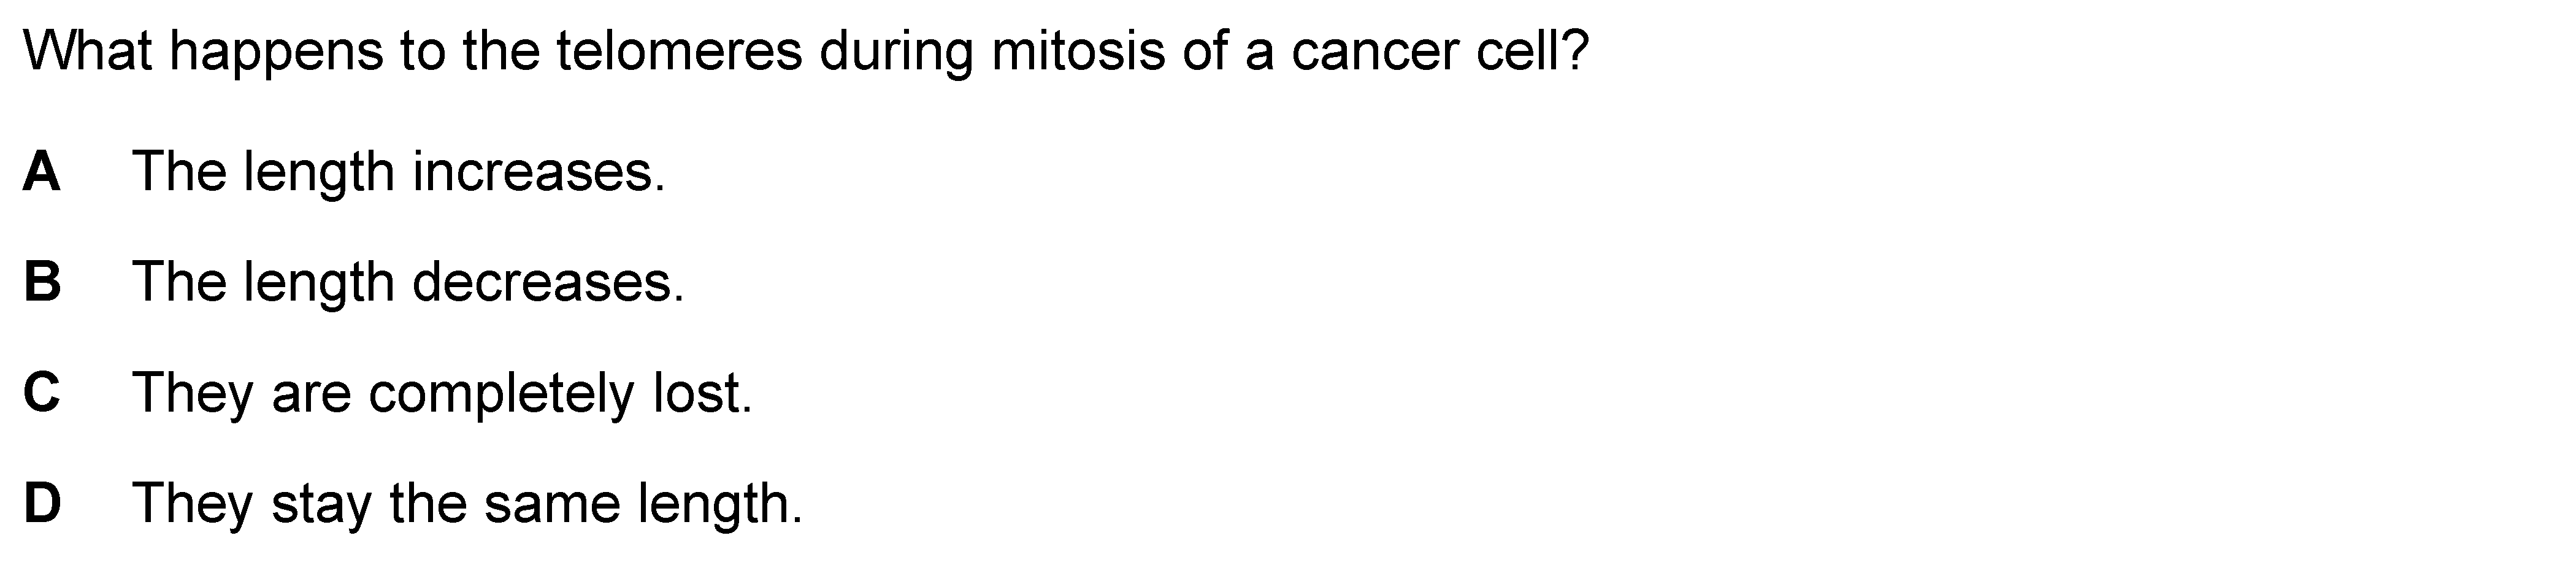 What happens to the telomeres during mitosis of a cancer cell?
A The length increases.
B The length decreases.
C They are completely lost.
D They stay the same length.